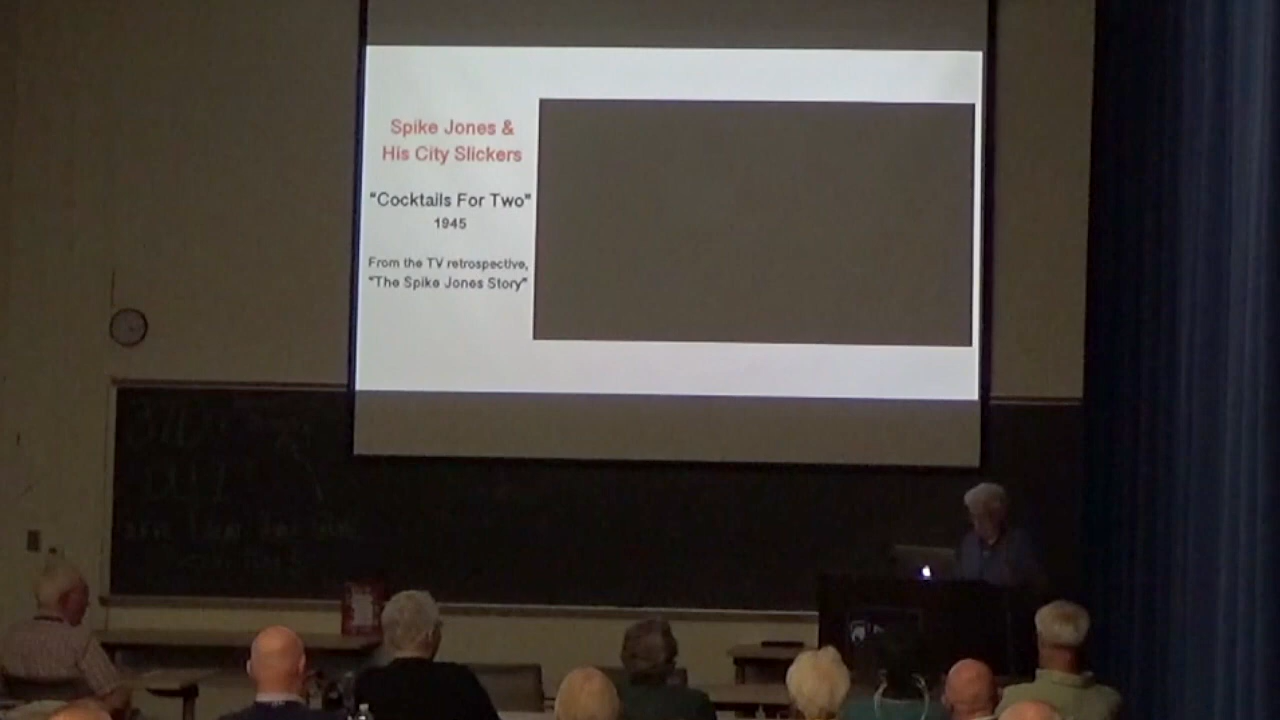 Spike Jones &
His City Slickers
"Cocktails For Two"
1945
From the TV retrospective,
"The Spike Jones Story"